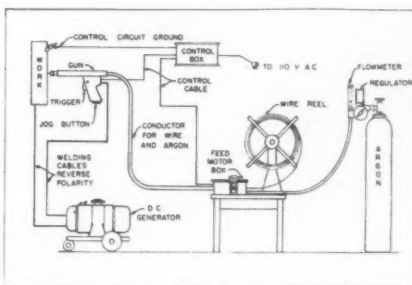 CONTROL CIRCUIT GROUND
CONTROL
BOX
TO 110 V A.C.
FLOWMETER
REGULATOR
WORK
GUN
TRIGGER
CONTROL
CABLE
JOG BUTTON
WIRE REEL
CONDUCTOR
FOR WIRE
AND ARGON
FEED
MOTOR
BOX
ARGON
WELDING
CABLES
REVERSE
POLARITY
D.C.
GENERATOR